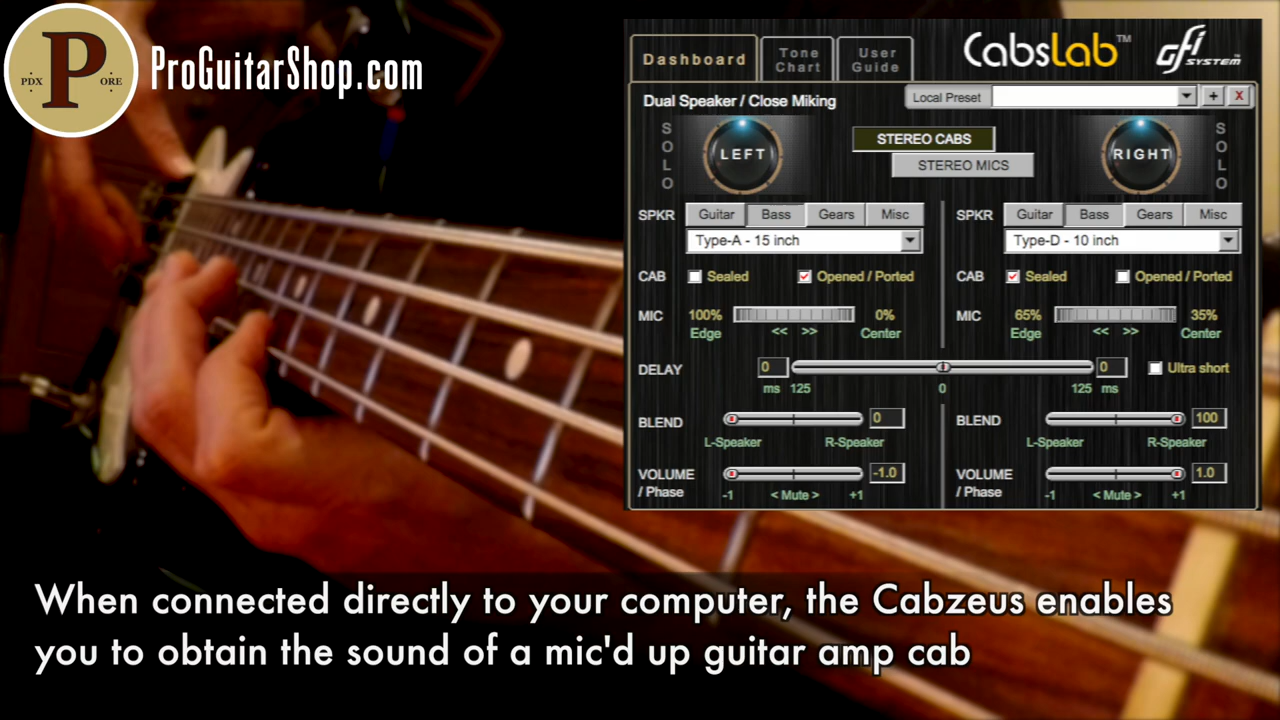 P
PDX
ORE
ProGuitarShop.com
Dashboard
Tone Chart
User Guide
CabsLab™
GFI SYSTEM™
Dual Speaker / Close Miking
Local Preset
+
X
SOLO
LEFT
STEREO CABS
STEREO MICS
RIGHT
SOLO
SPKR Guitar Bass Gears Misc
Type-A - 15 inch
CAB Sealed Opened / Ported
MIC 100% 0%
Edge << >> Center
SPKR Guitar Bass Gears Misc
Type-D - 10 inch
CAB Sealed Opened / Ported
MIC 65% 35%
Edge << >> Center
DELAY 0 0 Ultra short
ms 125 0 125 ms
BLEND 0
L-Speaker R-Speaker
VOLUME -1.0
/ Phase -1 < Mute > +1
BLEND 100
L-Speaker R-Speaker
VOLUME 1.0
/ Phase -1 < Mute > +1
When connected directly to your computer, the Cabzeus enables
you to obtain the sound of a mic'd up guitar amp cab